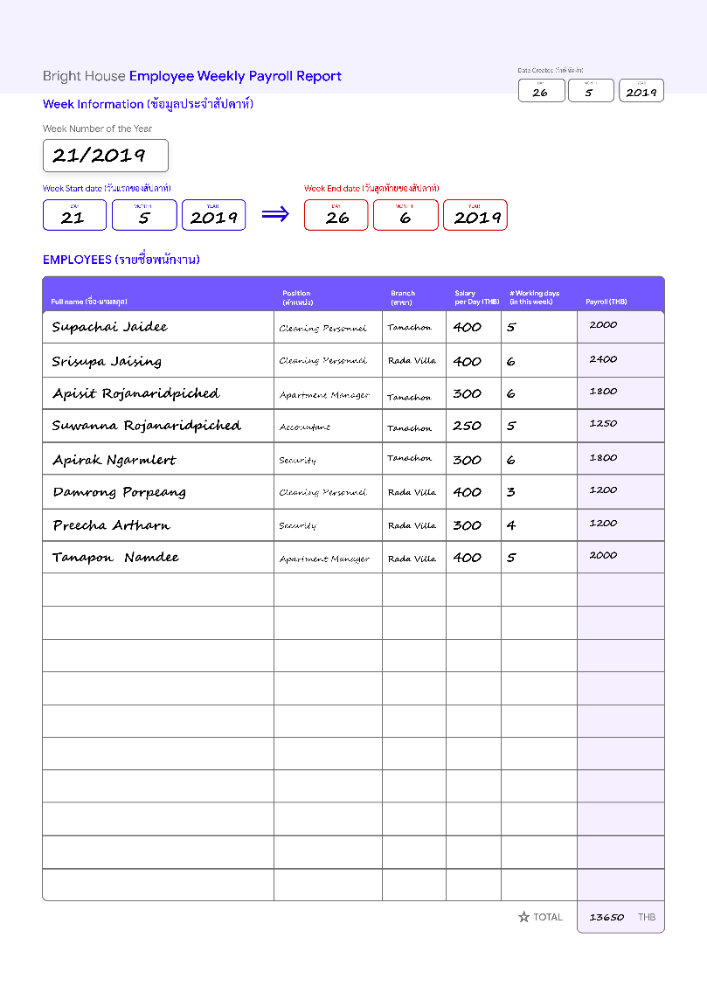 Bright House Employee Weekly Payroll Report
Date Created (วันที่จัดทำ)
DAY MONTH YEAR
26 5 2019
Week Information (ข้อมูลประจำสัปดาห์)
Week Number of the Year
21/2019
Week Start date (วันแรกของสัปดาห์) Week End date (วันสุดท้ายของสัปดาห์)
DAY MONTH YEAR DAY MONTH YEAR
21 5 2019 ⇒ 26 6 2019
EMPLOYEES (รายชื่อพนักงาน)
Full name (ชื่อ-นามสกุล) Position (ตำแหน่ง) Branch (สาขา) Salary per Day (THB) # Working days (in this week) Payroll (THB)
Supachai Jaidee Cleaning Personnel Tanachon 400 5 2000
Srisupa Jaising Cleaning Personnel Rada Villa 400 6 2400
Apisit Rojanaridpiched Apartment Manager Tanachon 300 6 1800
Suwanna Rojanaridpiched Accountant Tanachon 250 5 1250
Apirak Ngarmlert Security Tanachon 300 6 1800
Damrong Porpeang Cleaning Personnel Rada Villa 400 3 1200
Preecha Artharn Security Rada Villa 300 4 1200
Tanapon Namdee Apartment Manager Rada Villa 400 5 2000
TOTAL 13650 THB